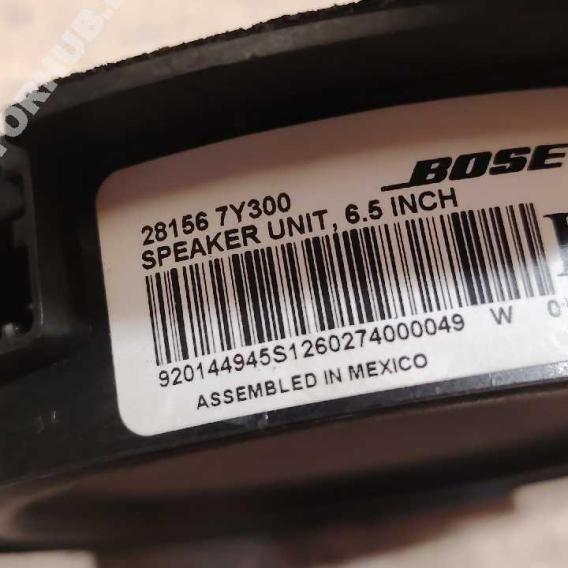 BOSE
28156 7Y300
SPEAKER UNIT, 6.5 INCH
920144945S1260274000049 W
ASSEMBLED IN MEXICO